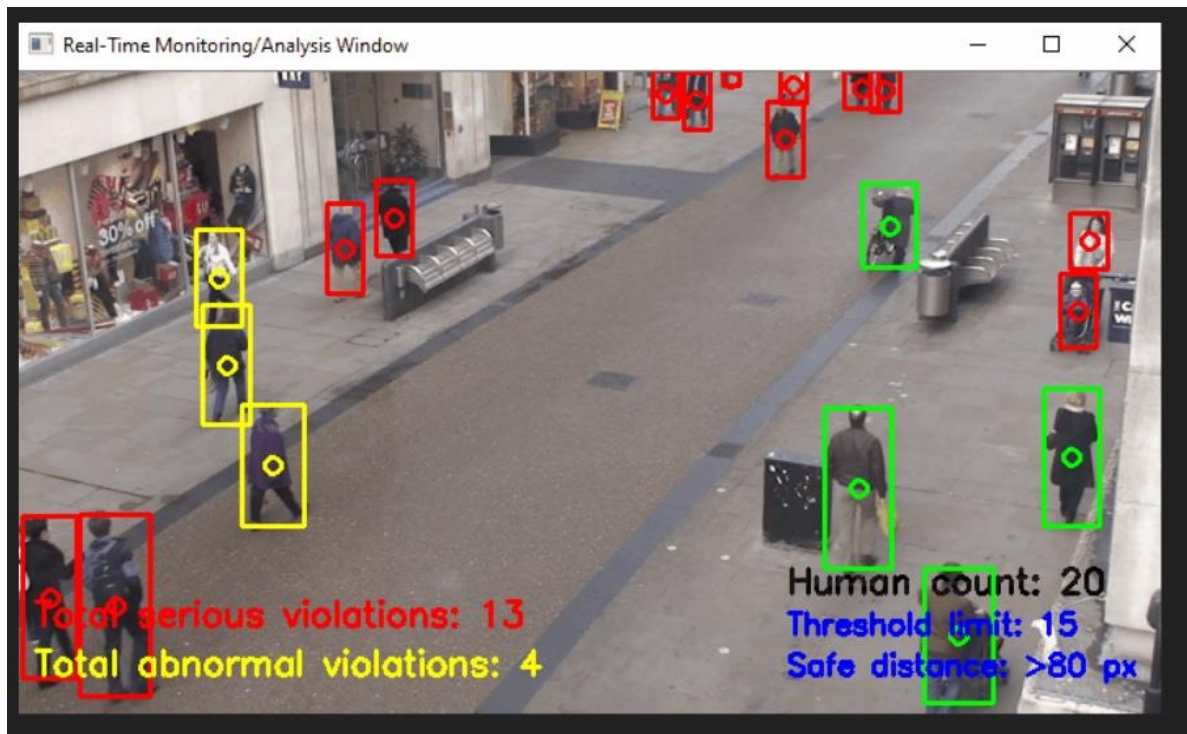 Real-Time Monitoring/Analysis Window
30% off
Human count: 20
Total serious violations: 13
Threshold limit: 15
Total abnormal violations: 4
Safe distance: >80 px